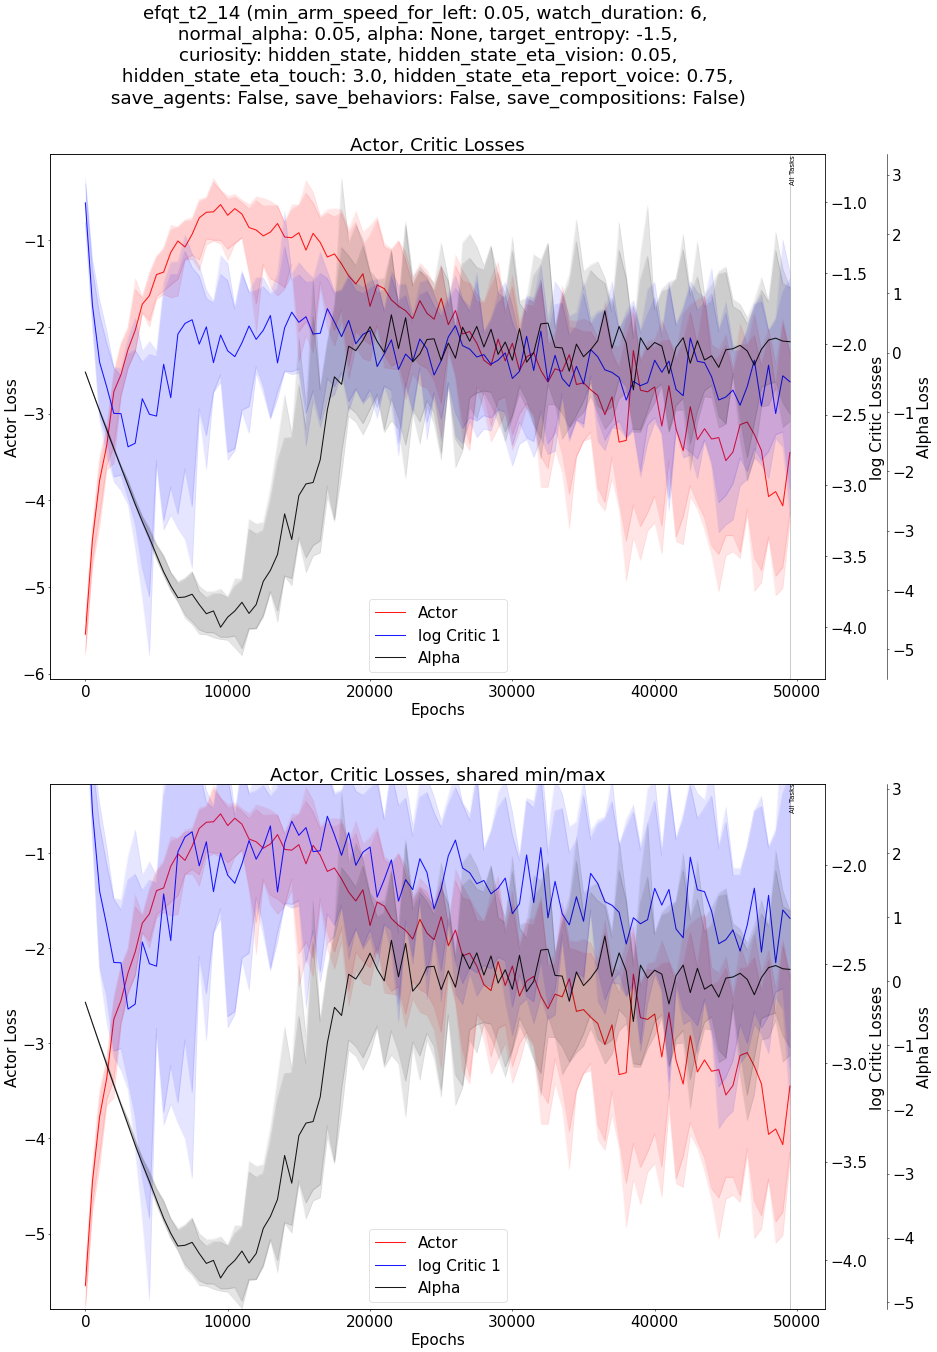 efqt_t2_14 (min_arm_speed_for_left: 0.05, watch_duration: 6,
normal_alpha: 0.05, alpha: None, target_entropy: -1.5,
curiosity: hidden_state, hidden_state_eta_vision: 0.05,
hidden_state_eta_touch: 3.0, hidden_state_eta_report_voice: 0.75,
save_agents: False, save_behaviors: False, save_compositions: False)
Actor, Critic Losses
All Tasks
Actor Loss
−1
−2
−3
−4
−5
−6
−1.0
−1.5
−2.0
−2.5
−3.0
−3.5
−4.0
log Critic Losses
3
2
1
0
−1
−2
−3
−4
−5
Alpha Loss
Actor
log Critic 1
Alpha
0 10000 20000 30000 40000 50000
Epochs
Actor, Critic Losses, shared min/max
All Tasks
Actor Loss
−1
−2
−3
−4
−5
−2.0
−2.5
−3.0
−3.5
−4.0
log Critic Losses
3
2
1
0
−1
−2
−3
−4
−5
Alpha Loss
Actor
log Critic 1
Alpha
0 10000 20000 30000 40000 50000
Epochs